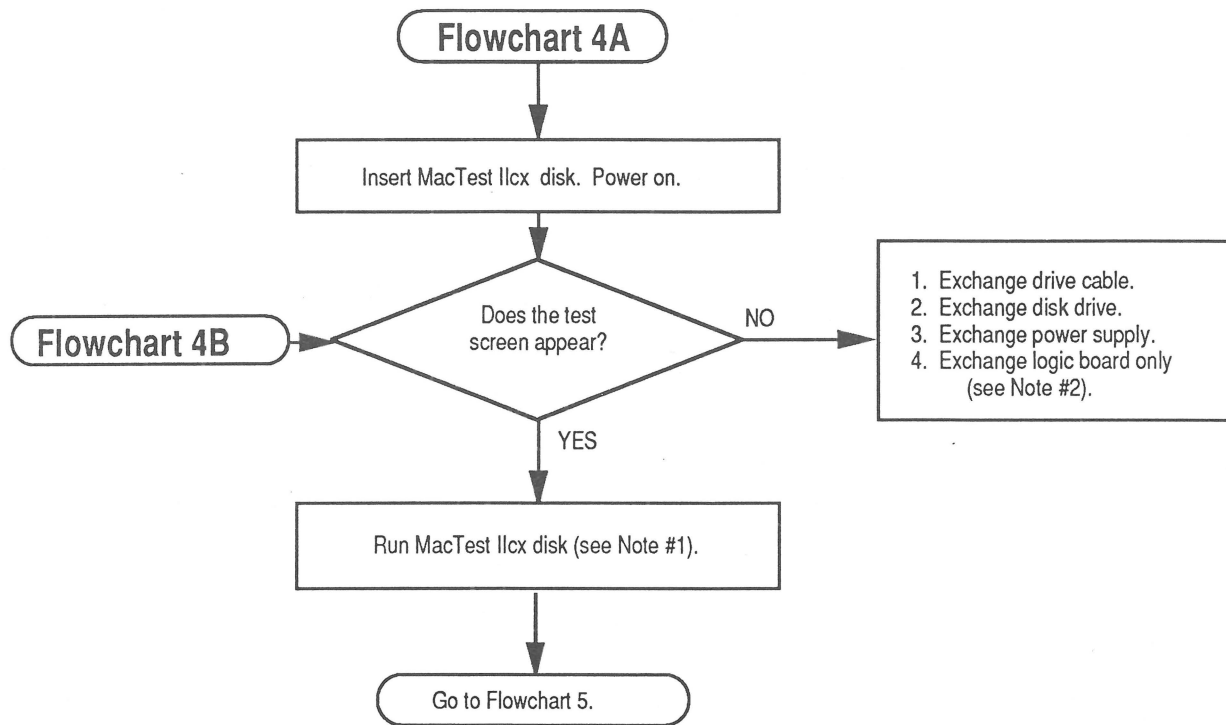 Flowchart 4A
Insert MacTest IIcx disk. Power on.
Flowchart 4B
Does the test
screen appear?
NO
1. Exchange drive cable.
2. Exchange disk drive.
3. Exchange power supply.
4. Exchange logic board only
(see Note #2).
YES
Run MacTest IIcx disk (see Note #1).
Go to Flowchart 5.